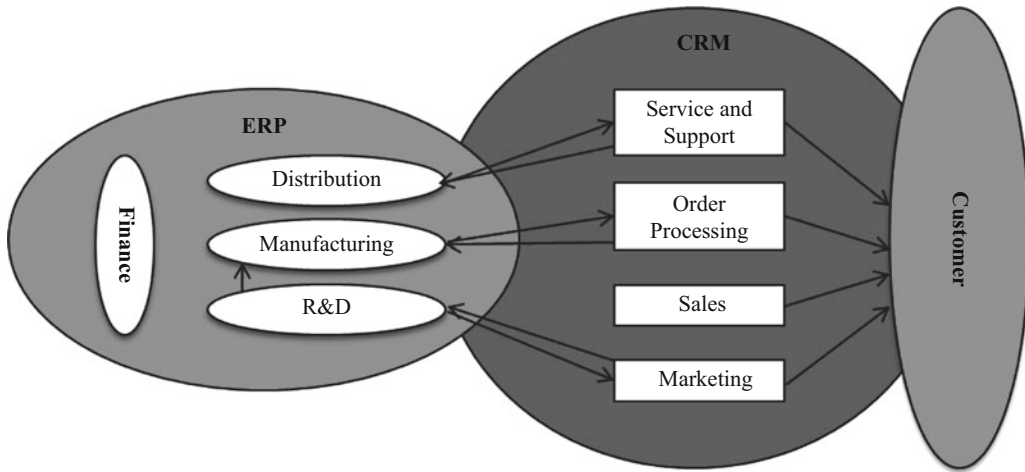 CRM
ERP
Service and
Support
Distribution
Order
Processing
Manufacturing
Finance
R&D
Sales
Marketing
Customer